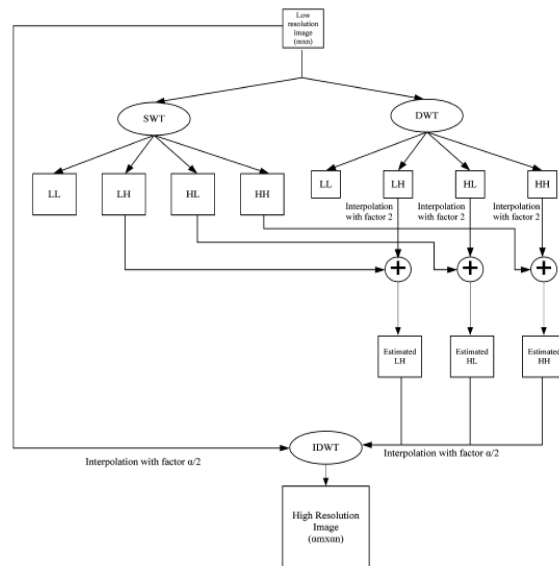 Low
resolution
image
(mxn)
SWT
DWT
LL
LH
HL
HH
LL
LH
HL
HH
Interpolation
with factor 2
Interpolation
with factor 2
Interpolation
with factor 2
+
+
+
Estimated
LH
Estimated
HL
Estimated
HH
IDWT
Interpolation with factor α/2
Interpolation with factor α/2
High Resolution
Image
(αmxαn)